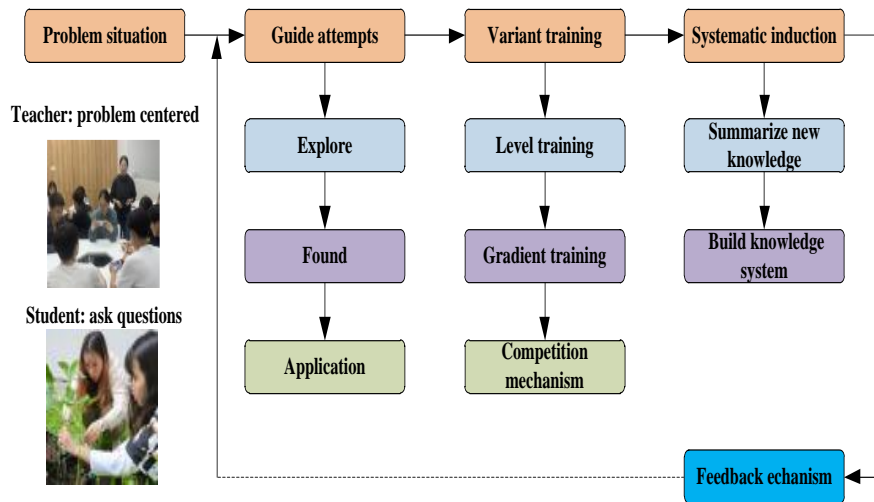 Problem situation
Guide attempts
Variant training
Systematic induction
Teacher: problem centered
Explore
Level training
Summarize new
knowledge
Found
Gradient training
Build knowledge
system
Student: ask questions
Application
Competition
mechanism
Feedback echanism